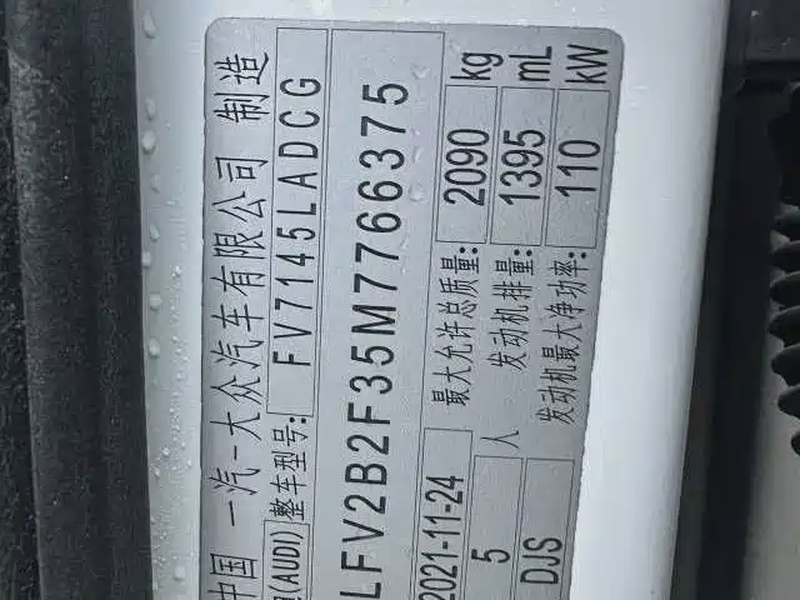 中国 一汽-大众汽车有限公司 制造
(AUDI) 整车型号: FV7145LADCG
LFV2B2F35M7766375
2021-11-24 最大允许总质量: 2090 kg
5 人 发动机排量: 1395 mL
DJS 发动机最大净功率: 110 kW